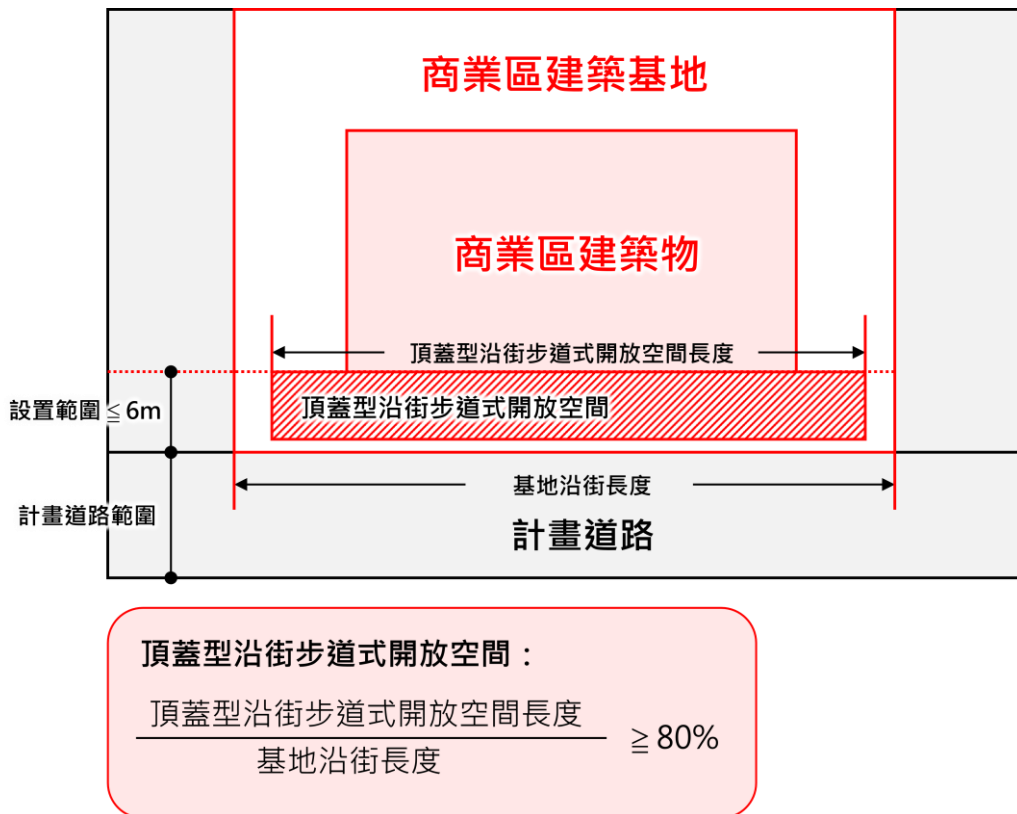 商業區建築基地
商業區建築物
頂蓋型沿街步道式開放空間長度
設置範圍≦6m
頂蓋型沿街步道式開放空間
基地沿街長度
計畫道路範圍
計畫道路
頂蓋型沿街步道式開放空間：
頂蓋型沿街步道式開放空間長度
基地沿街長度
≧80%